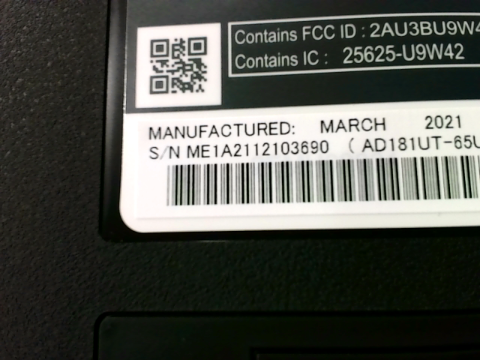 Contains FCC ID : 2AU3BU9W4
Contains IC : 25625-U9W42
MANUFACTURED: MARCH 2021
S/N ME1A2112103690 ( AD181UT-65U